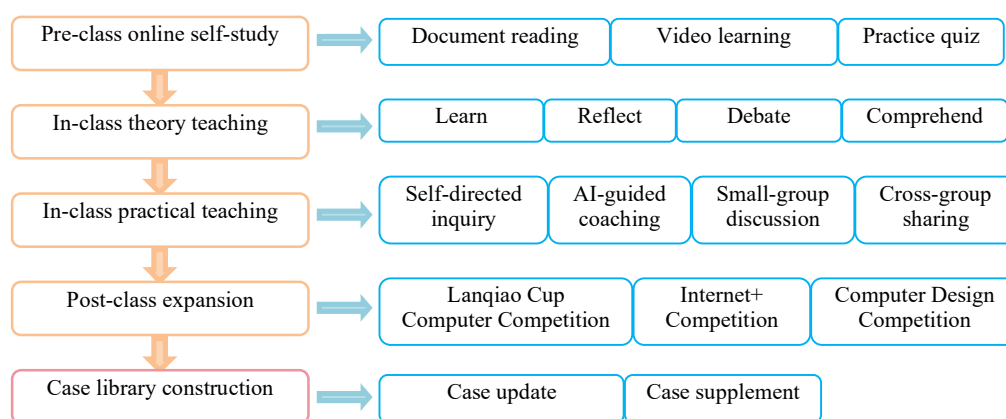 Pre-class online self-study
Document reading
Video learning
Practice quiz
In-class theory teaching
Learn
Reflect
Debate
Comprehend
In-class practical teaching
Self-directed
inquiry
AI-guided
coaching
Small-group
discussion
Cross-group
sharing
Post-class expansion
Lanqiao Cup
Computer Competition
Internet+
Competition
Computer Design
Competition
Case library construction
Case update
Case supplement